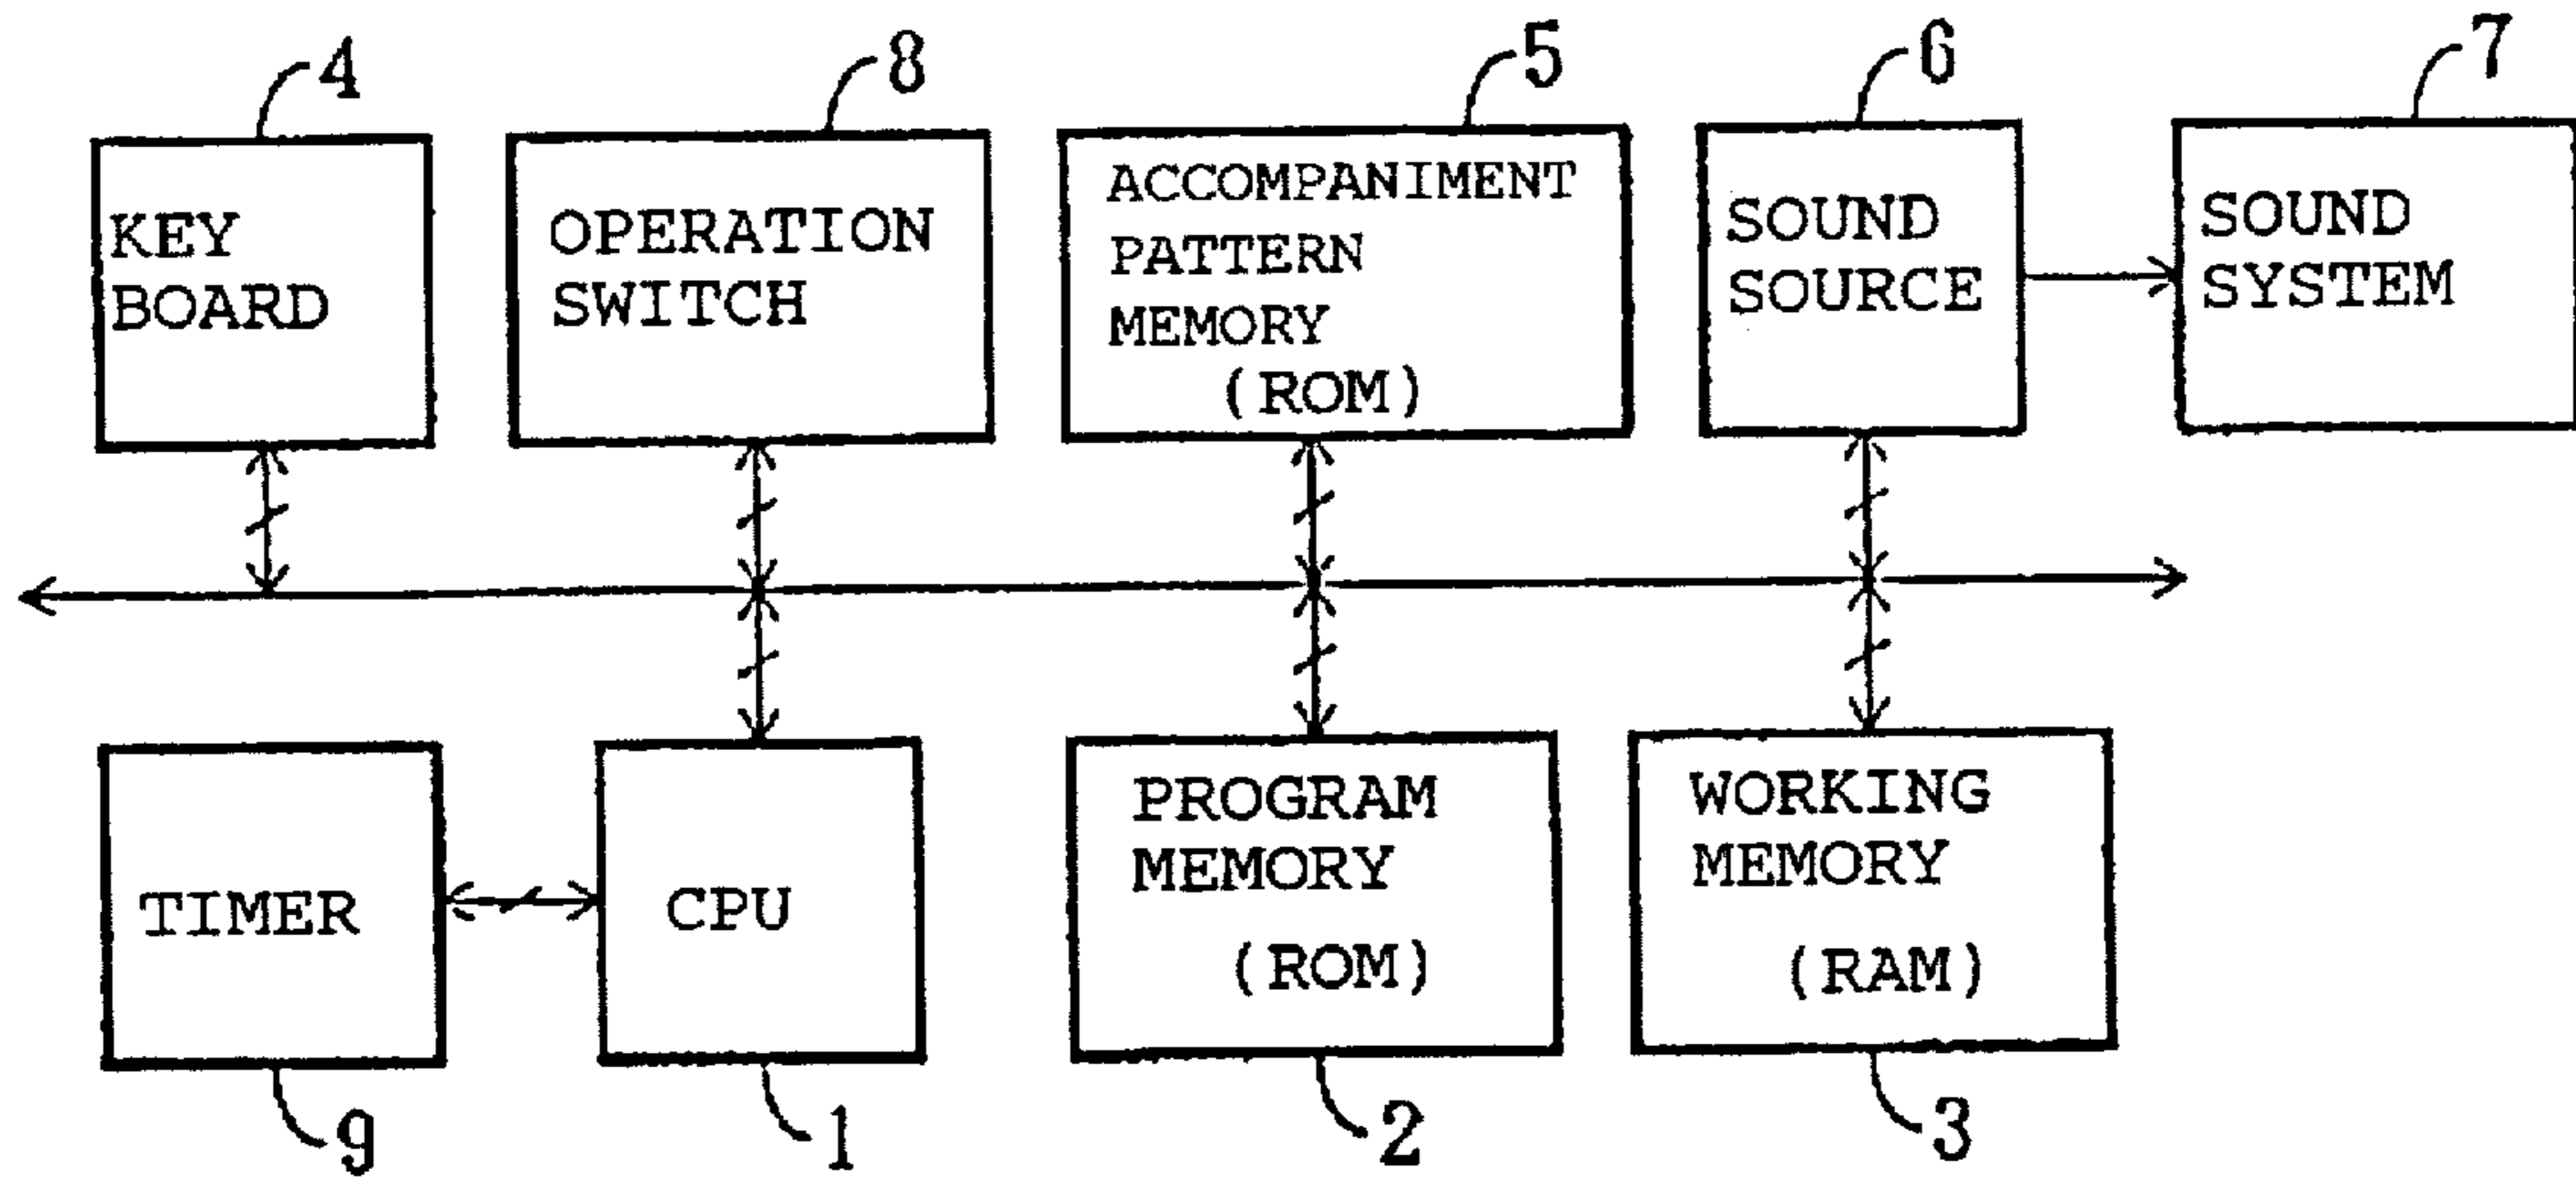 4
8
5
6
7
KEY
BOARD
OPERATION
SWITCH
ACCOMPANIMENT
PATTERN
MEMORY
(ROM)
SOUND
SOURCE
SOUND
SYSTEM
TIMER
CPU
PROGRAM
MEMORY
(ROM)
WORKING
MEMORY
(RAM)
9
1
2
3